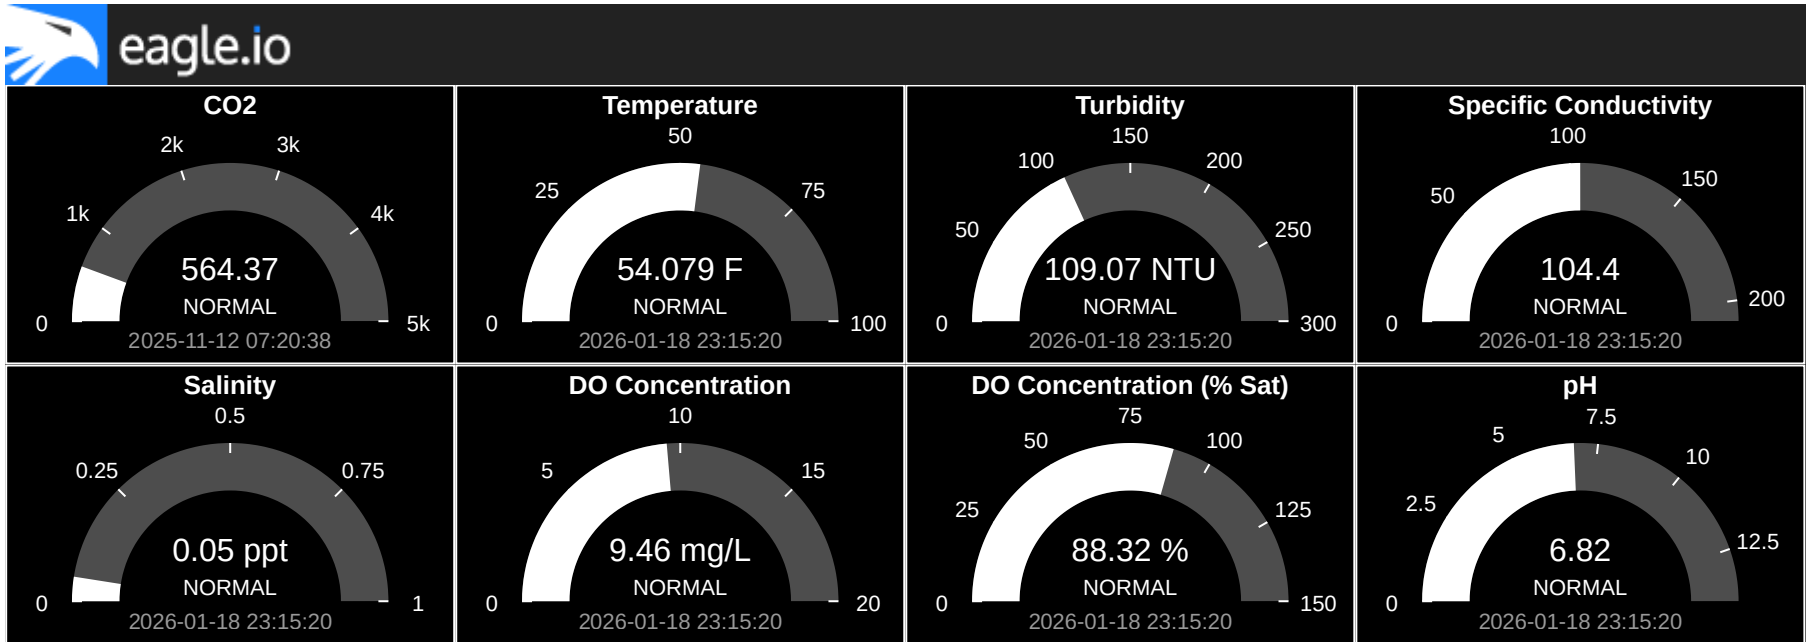 eagle.io
CO2
0
1k
2k
3k
4k
5k
564.37
NORMAL
2025-11-12 07:20:38
Temperature
0
25
50
75
100
54.079 F
NORMAL
2026-01-18 23:15:20
Turbidity
0
50
100
150
200
250
300
109.07 NTU
NORMAL
2026-01-18 23:15:20
Specific Conductivity
0
50
100
150
200
104.4
NORMAL
2026-01-18 23:15:20
Salinity
0
0.25
0.5
0.75
1
0.05 ppt
NORMAL
2026-01-18 23:15:20
DO Concentration
0
5
10
15
20
9.46 mg/L
NORMAL
2026-01-18 23:15:20
DO Concentration (% Sat)
0
25
50
75
100
125
150
88.32 %
NORMAL
2026-01-18 23:15:20
pH
0
2.5
5
7.5
10
12.5
6.82
NORMAL
2026-01-18 23:15:20